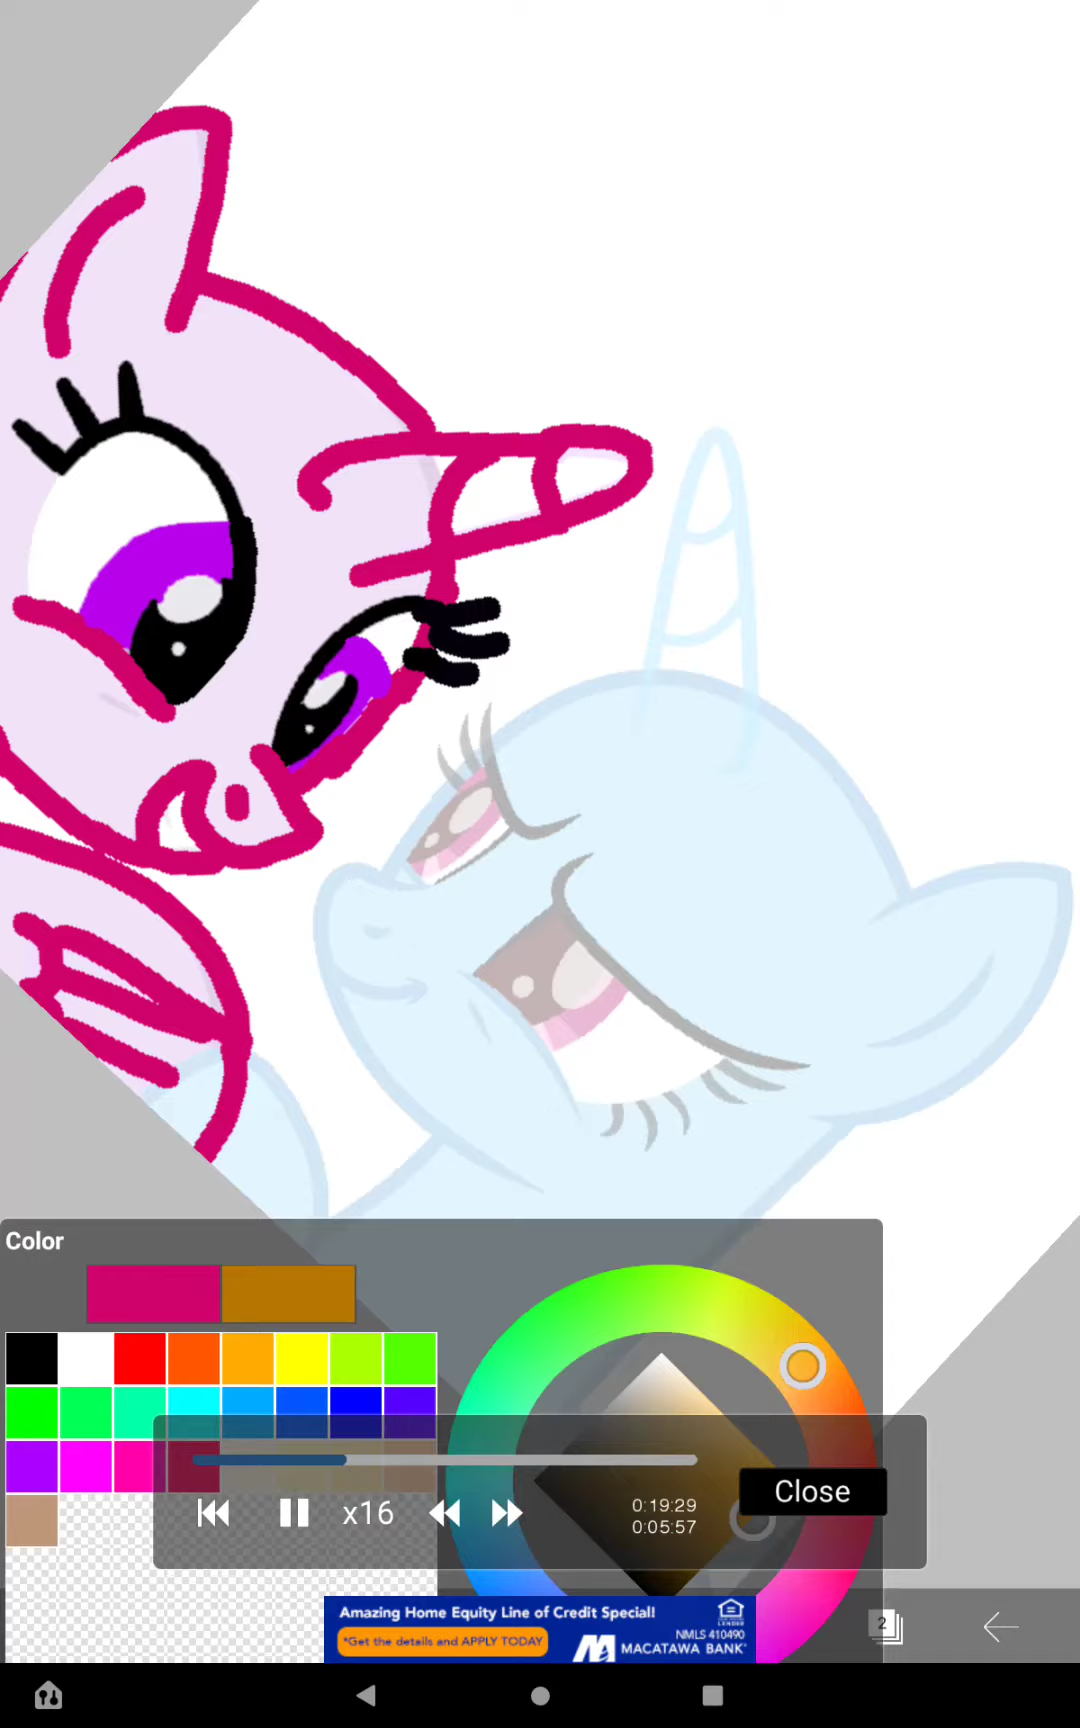 Color
x16
0:19:29
0:05:57
Close
2
Amazing Home Equity Line of Credit Special!
*Get the details and APPLY TODAY
LENDER
NMLS 410490
MACATAWA BANK